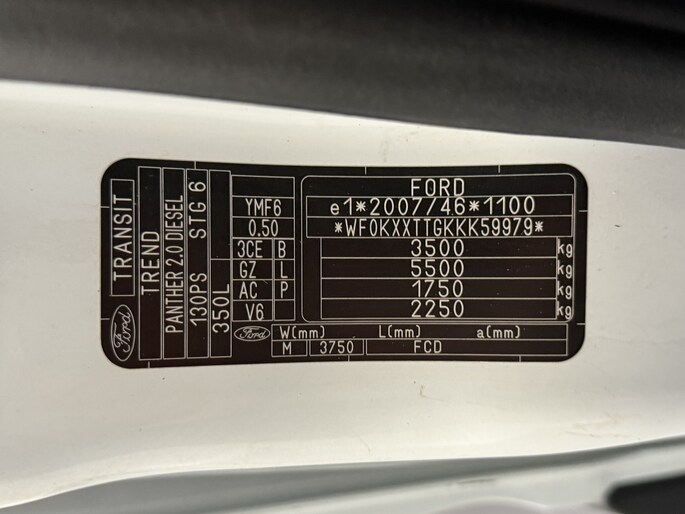 TRANSIT
TREND
PANTHER 2.0 DIESEL
130PS STG 6
350L
Ford
YMF6
0.50
3CE B
GZ L
AC P
V6
FORD
e1*2007/46*1100
*WF0KXXTTGKKK59979*
3500 kg
5500 kg
1750 kg
2250 kg
Ford W(mm) L(mm) a(mm)
M 3750 FCD